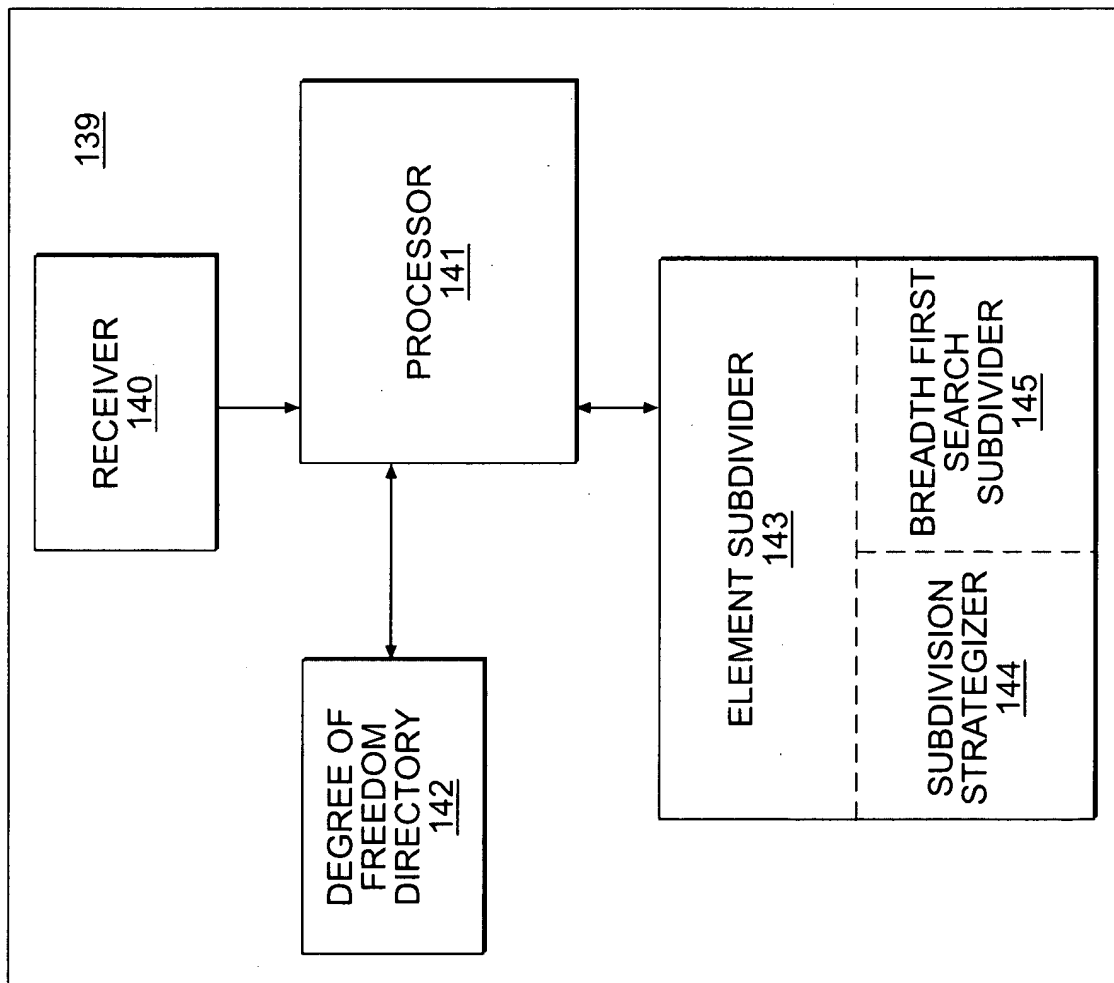 139
RECEIVER
140
PROCESSOR
141
DEGREE OF
FREEDOM
DIRECTORY
142
ELEMENT SUBDIVIDER
143
SUBDIVISION
STRATEGIZER
144
BREADTH FIRST
SEARCH
SUBDIVIDER
145